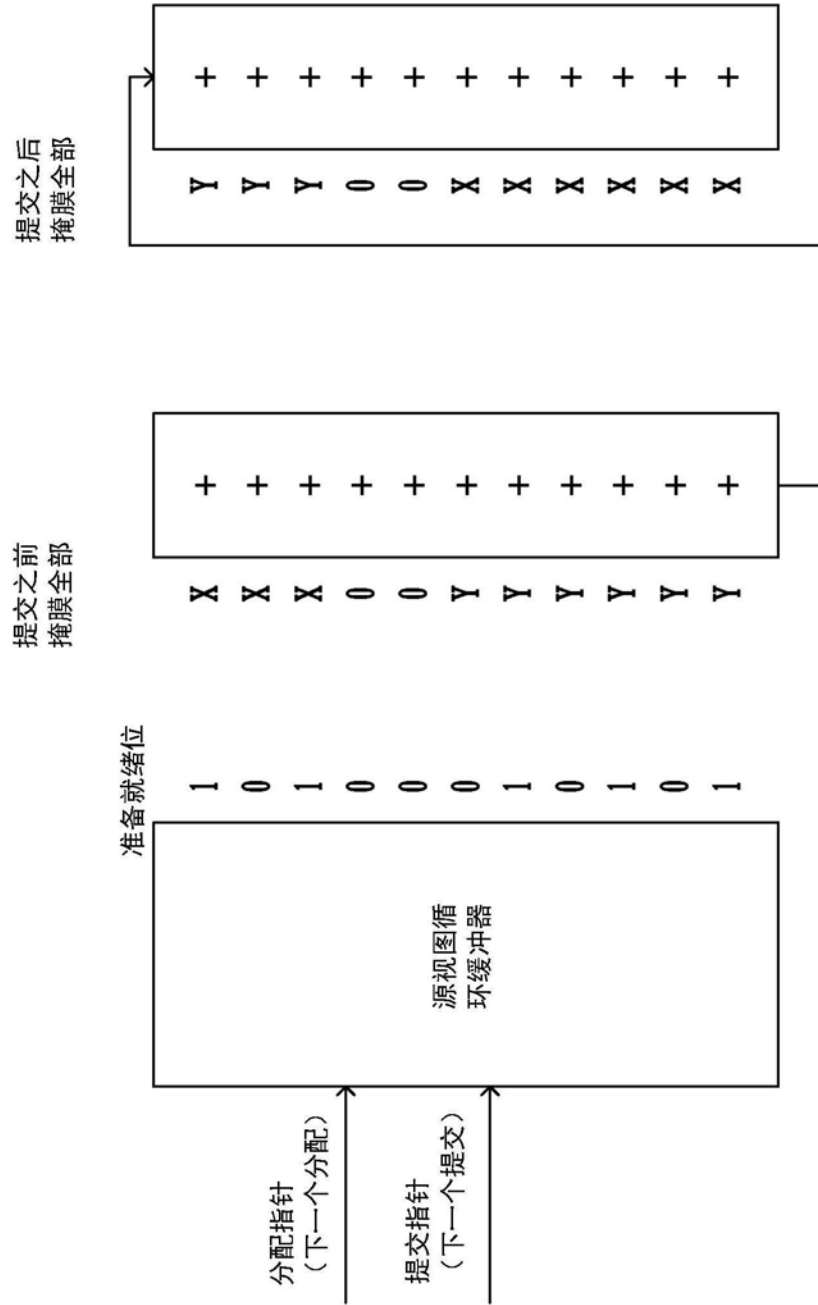 提交之前
掩膜全部
提交之后
掩膜全部
准备就绪位
1 X + Y +
0 X + Y +
1 X + Y +
0 0 + 0 +
0 0 + 0 +
0 Y + X +
1 Y + X +
0 Y + X +
1 Y + X +
0 Y + X +
1 Y + X +
分配指针
(下一个分配)
提交指针
(下一个提交)
源视图循
环缓冲器